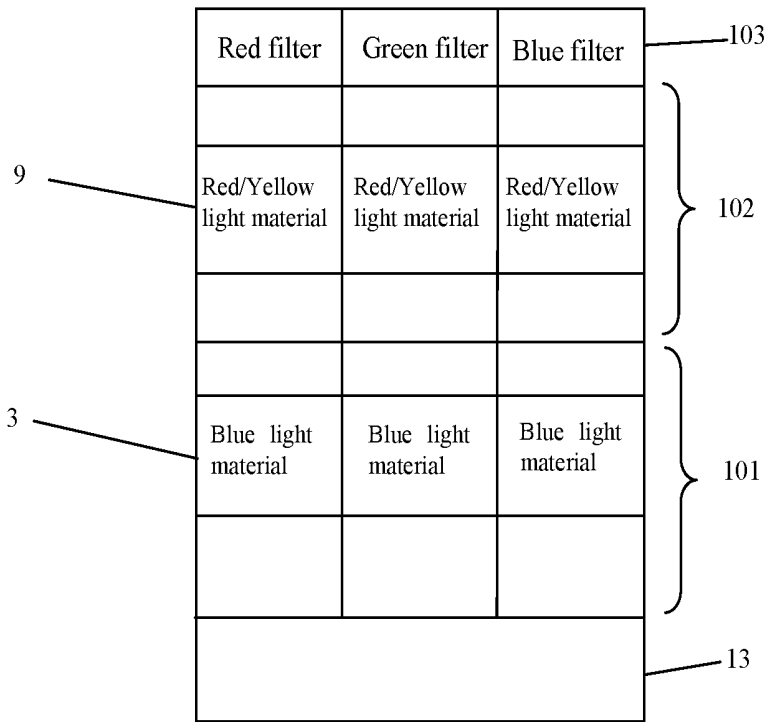 Red filter Green filter Blue filter 103
9 Red/Yellow Red/Yellow Red/Yellow
light material light material light material 102
3 Blue light Blue light Blue light
material material material 101
13